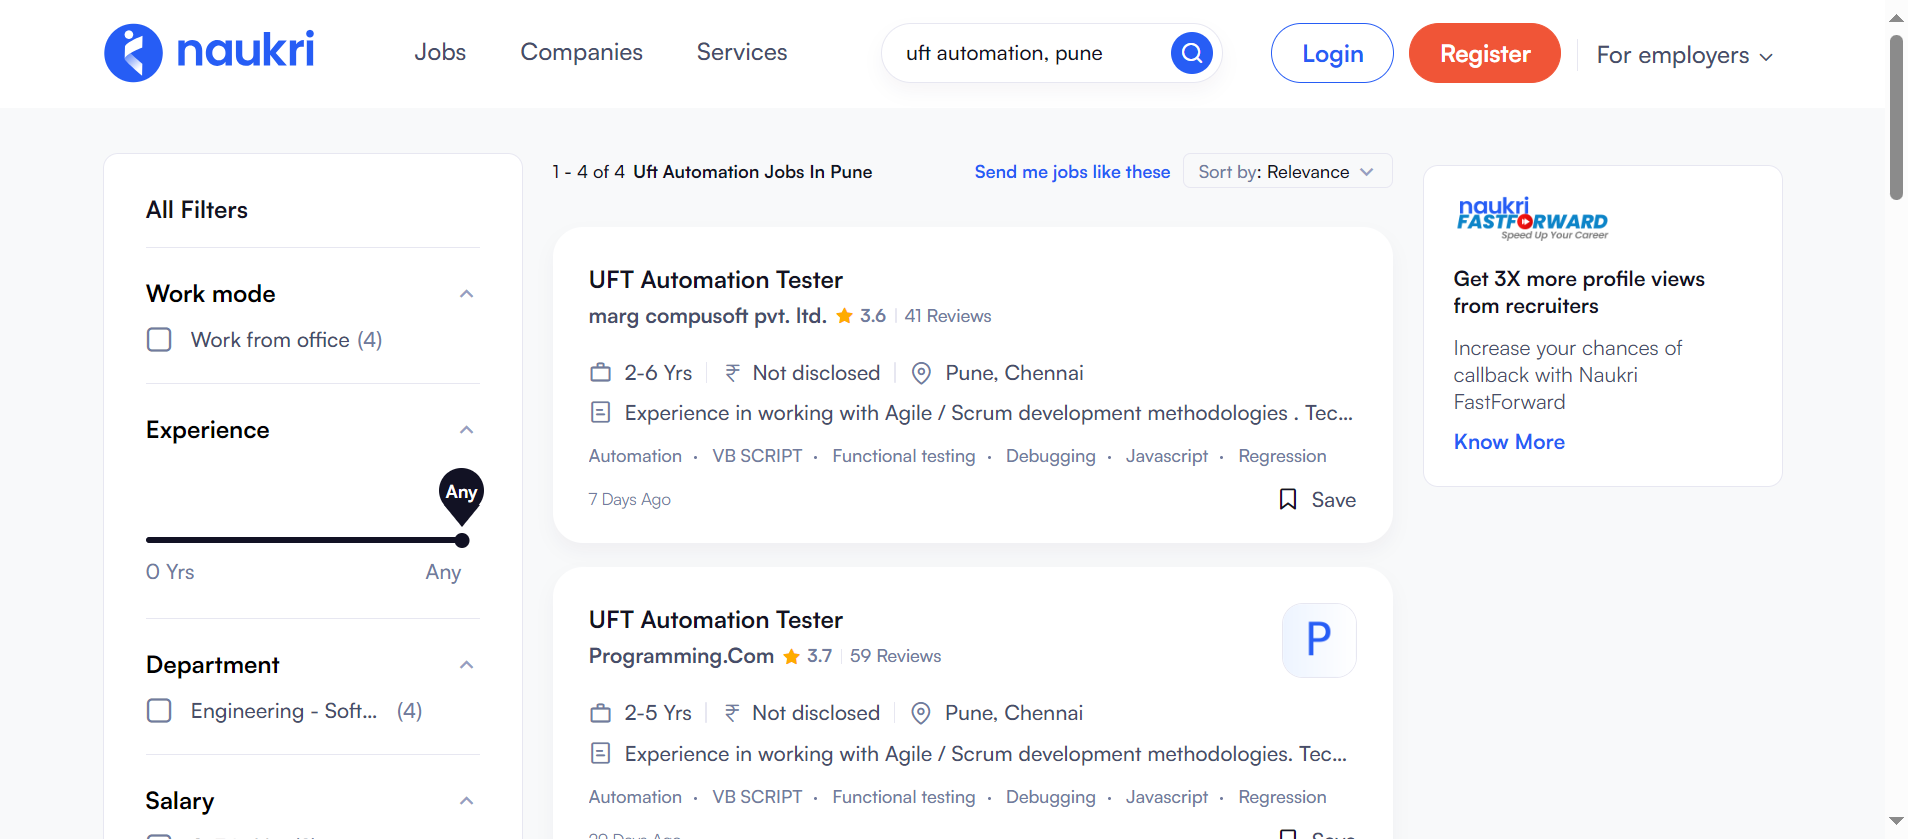 naukri
Jobs
Companies
Services
uft automation, pune
Login
Register
For employers
All Filters
Work mode
Work from office (4)
Experience
Any
0 Yrs
Any
Department
Engineering - Soft... (4)
Salary
1 - 4 of 4 Uft Automation Jobs In Pune
Send me jobs like these
Sort by: Relevance
UFT Automation Tester
marg compusoft pvt. ltd. 3.6 41 Reviews
2-6 Yrs ₹ Not disclosed Pune, Chennai
Experience in working with Agile / Scrum development methodologies . Tec...
Automation · VB SCRIPT · Functional testing · Debugging · Javascript · Regression
7 Days Ago
Save
UFT Automation Tester
P
Programming.Com 3.7 59 Reviews
2-5 Yrs ₹ Not disclosed Pune, Chennai
Experience in working with Agile / Scrum development methodologies. Tec...
Automation · VB SCRIPT · Functional testing · Debugging · Javascript · Regression
Save
naukri
FASTFORWARD
Speed Up Your Career
Get 3X more profile views
from recruiters
Increase your chances of
callback with Naukri
FastForward
Know More